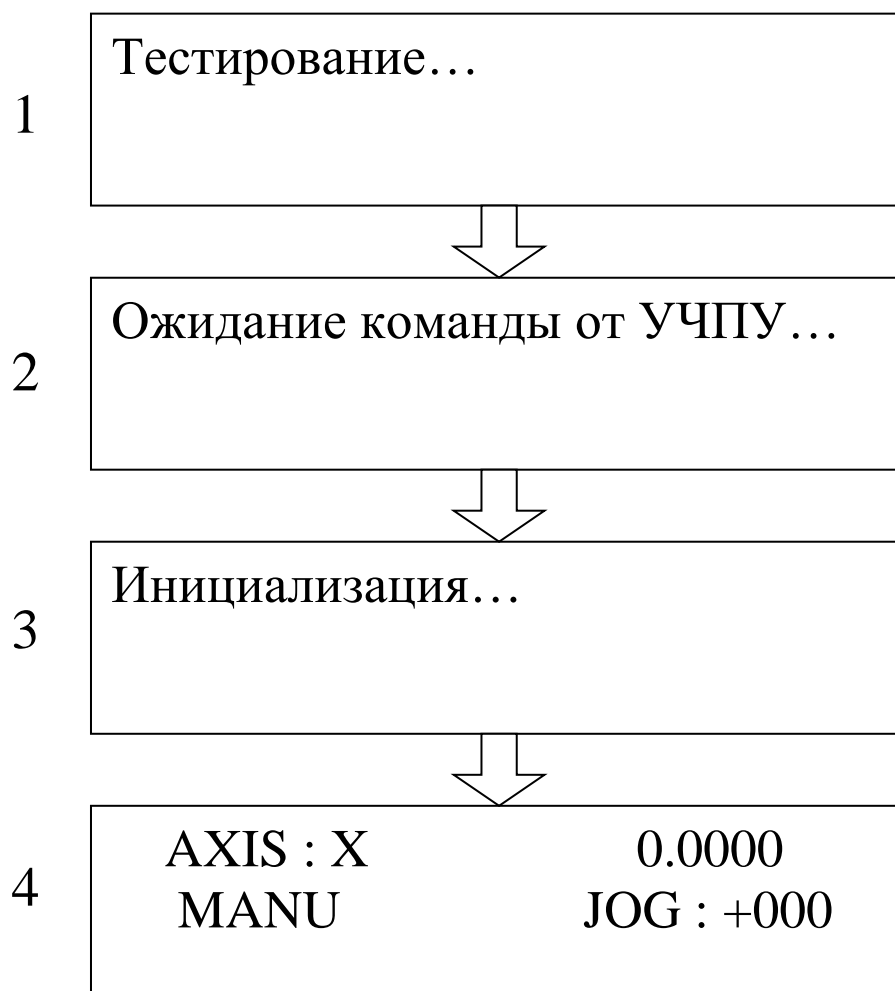 1
Тестирование…
2
Ожидание команды от УЧПУ…
3
Инициализация…
4
AXIS : X 0.0000
MANU JOG : +000